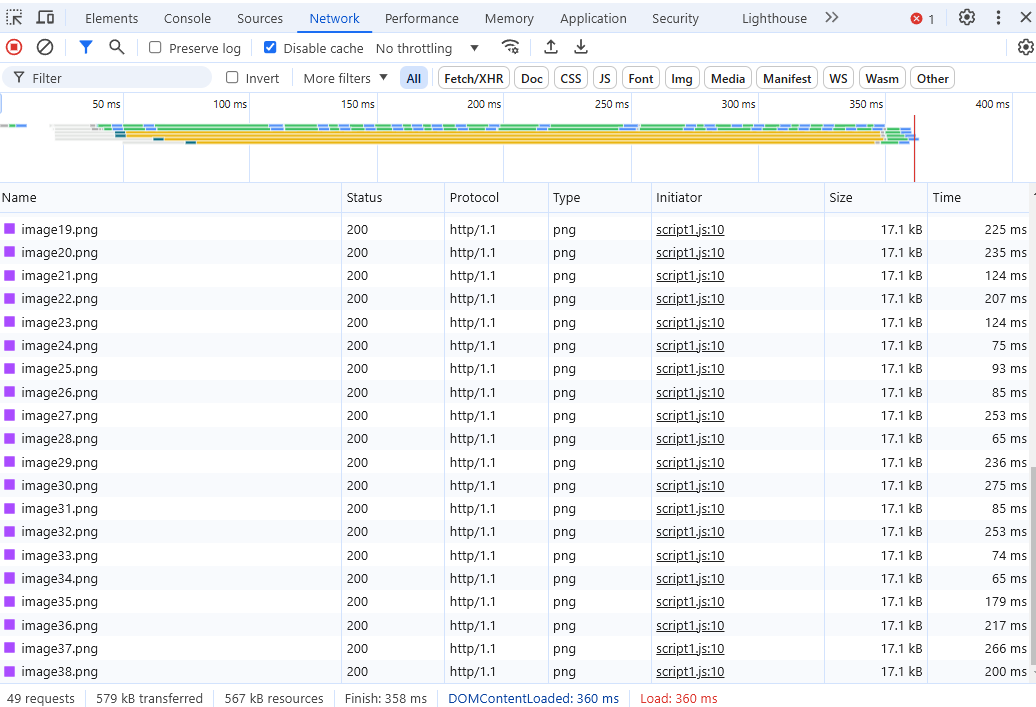 Elements Console Sources Network Performance Memory Application Security Lighthouse 1
Preserve log Disable cache No throttling
Filter Invert More filters All Fetch/XHR Doc CSS JS Font Img Media Manifest WS Wasm Other
50 ms 100 ms 150 ms 200 ms 250 ms 300 ms 350 ms 400 ms
Name Status Protocol Type Initiator Size Time
image19.png 200 http/1.1 png script1.js:10 17.1 kB 225 ms
image20.png 200 http/1.1 png script1.js:10 17.1 kB 235 ms
image21.png 200 http/1.1 png script1.js:10 17.1 kB 124 ms
image22.png 200 http/1.1 png script1.js:10 17.1 kB 207 ms
image23.png 200 http/1.1 png script1.js:10 17.1 kB 124 ms
image24.png 200 http/1.1 png script1.js:10 17.1 kB 75 ms
image25.png 200 http/1.1 png script1.js:10 17.1 kB 93 ms
image26.png 200 http/1.1 png script1.js:10 17.1 kB 85 ms
image27.png 200 http/1.1 png script1.js:10 17.1 kB 253 ms
image28.png 200 http/1.1 png script1.js:10 17.1 kB 65 ms
image29.png 200 http/1.1 png script1.js:10 17.1 kB 236 ms
image30.png 200 http/1.1 png script1.js:10 17.1 kB 275 ms
image31.png 200 http/1.1 png script1.js:10 17.1 kB 85 ms
image32.png 200 http/1.1 png script1.js:10 17.1 kB 253 ms
image33.png 200 http/1.1 png script1.js:10 17.1 kB 74 ms
image34.png 200 http/1.1 png script1.js:10 17.1 kB 65 ms
image35.png 200 http/1.1 png script1.js:10 17.1 kB 179 ms
image36.png 200 http/1.1 png script1.js:10 17.1 kB 217 ms
image37.png 200 http/1.1 png script1.js:10 17.1 kB 266 ms
image38.png 200 http/1.1 png script1.js:10 17.1 kB 200 ms
49 requests 579 kB transferred 567 kB resources Finish: 358 ms DOMContentLoaded: 360 ms Load: 360 ms